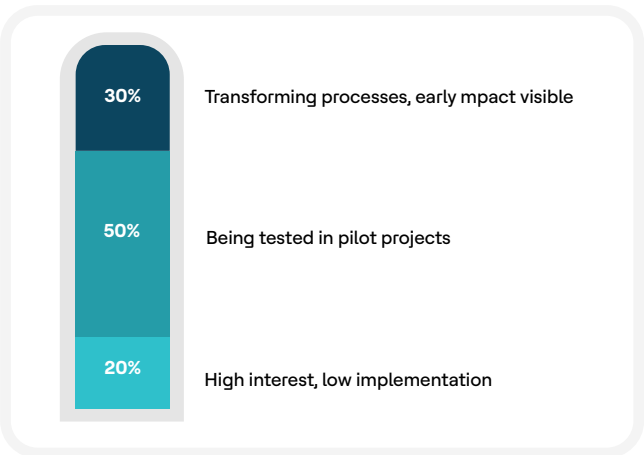 30% Transforming processes, early mpact visible
50% Being tested in pilot projects
20% High interest, low implementation